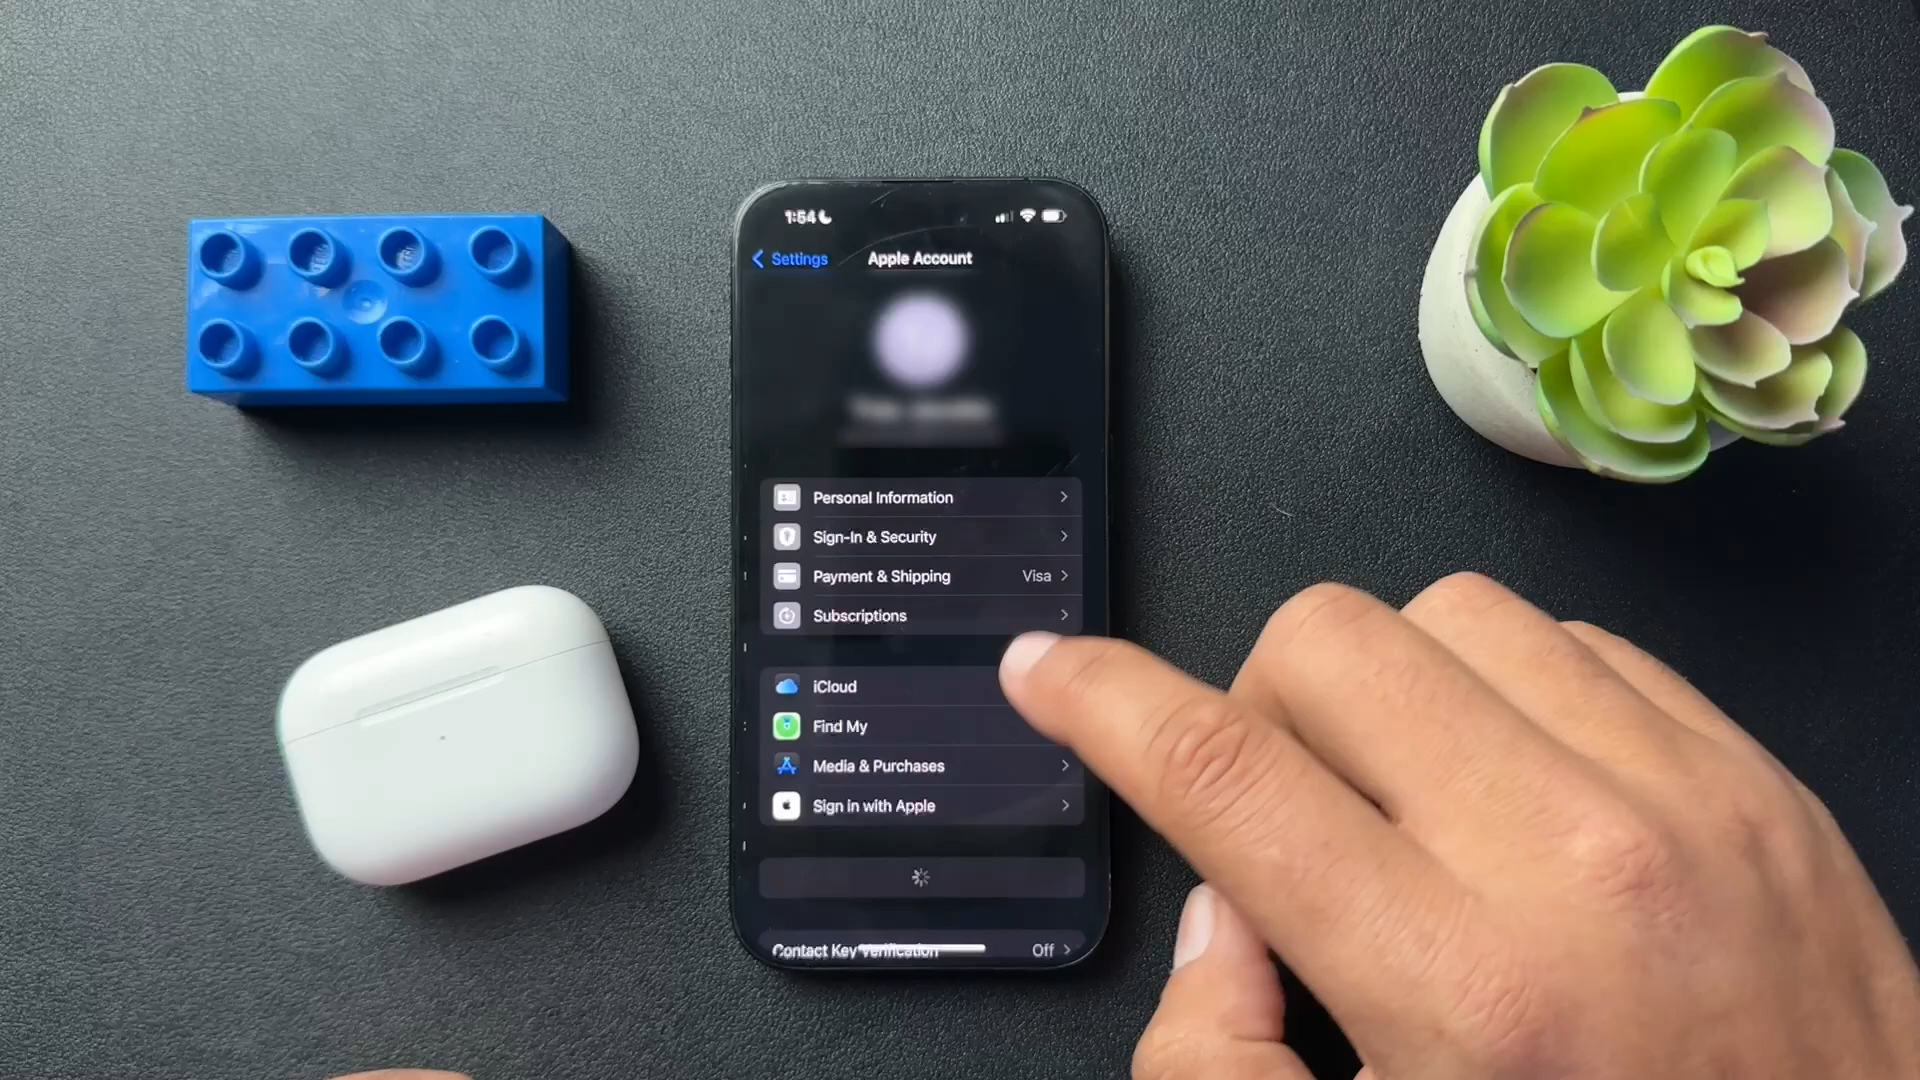 1:54
Settings
Apple Account
Personal Information
Sign-In & Security
Payment & Shipping Visa
Subscriptions
iCloud
Find My
Media & Purchases
Sign in with Apple
Contact Key Verification Off